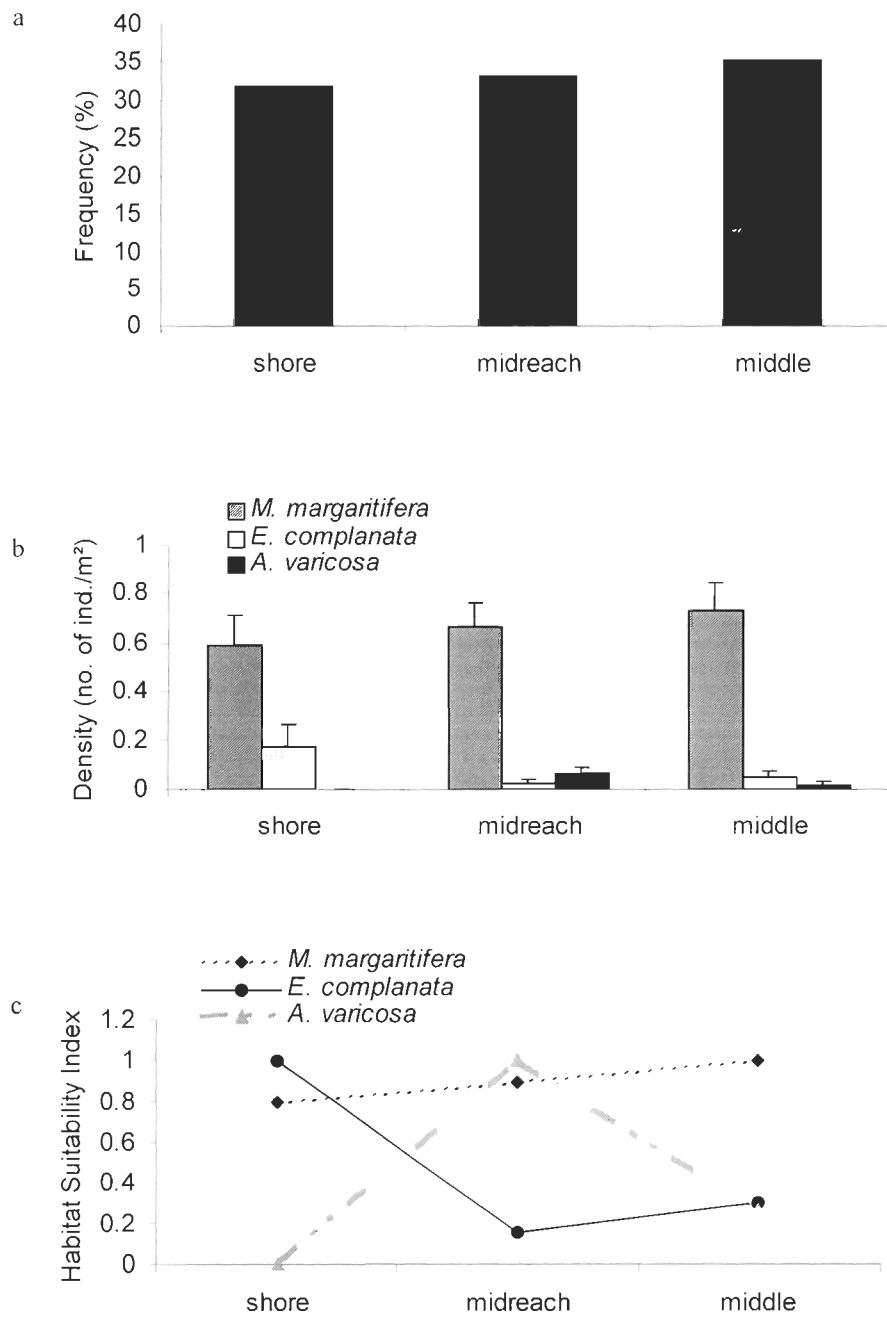 a
Frequency (%)
40
35
30
25
20
15
10
5
0
shore midreach middle
b
M. margaritifera
E. complanata
A. varicosa
Density (no. of ind./m²)
1
0.8
0.6
0.4
0.2
0
shore midreach middle
c
M. margaritifera
E. complanata
A. varicosa
Habitat Suitability Index
1.2
1
0.8
0.6
0.4
0.2
0
shore midreach middle